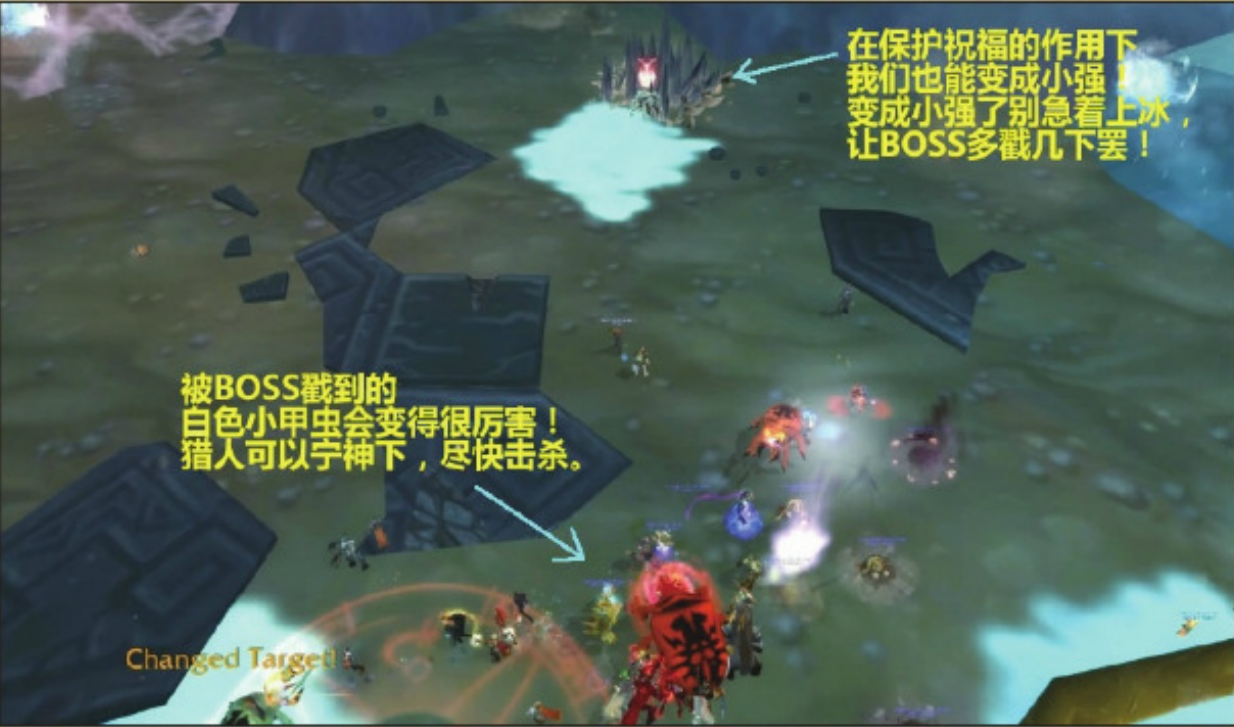 在保护祝福的作用下
我们也能变成小强！
变成小强了别急着上冰，
让BOSS多戳几下罢！
被BOSS戳到的
白色小甲虫会变得很厉害！
猎人可以宁神下，尽快击杀。
Changed Target!